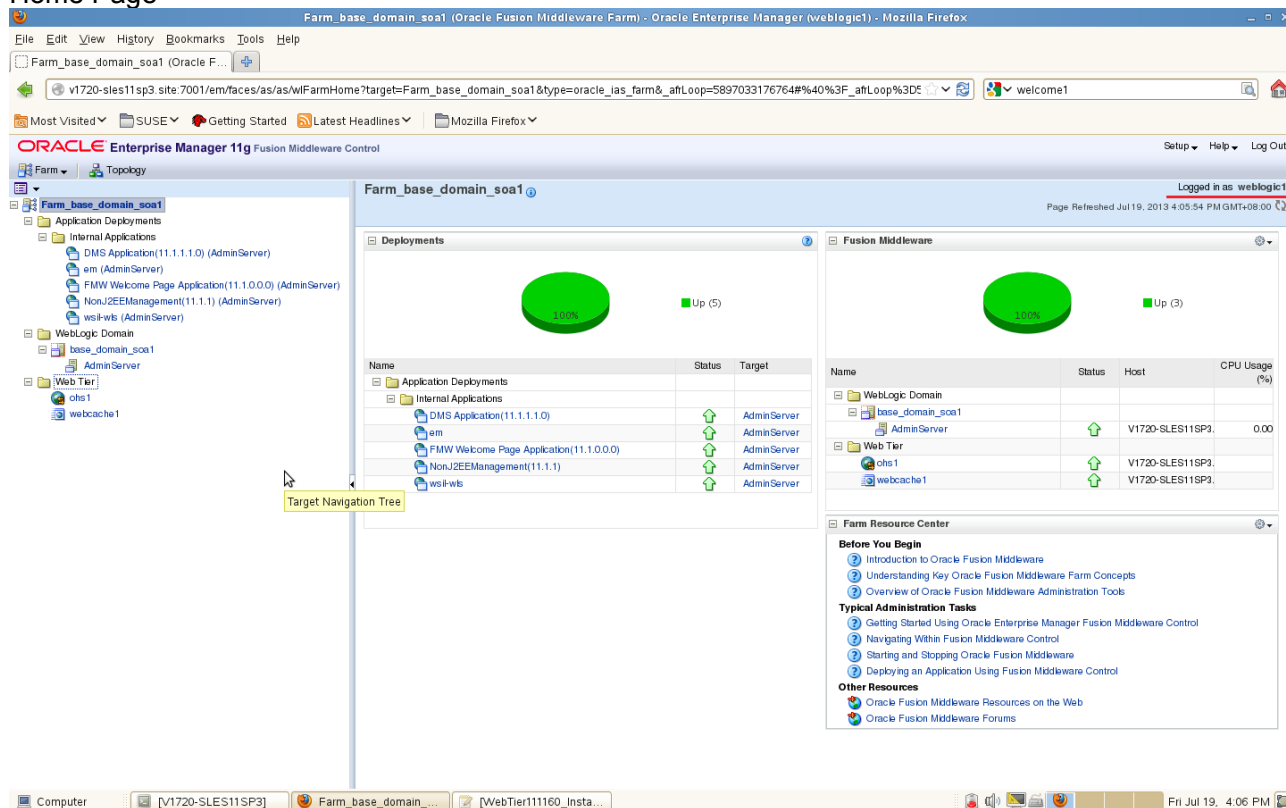 Home Page
Farm_base_domain_soa1 (Oracle Fusion Middleware Farm) - Oracle Enterprise Manager (weblogic1) - Mozilla Firefox
File Edit View History Bookmarks Tools Help
Farm_base_domain_soa1 (Oracle F...
v1720-sles11sp3.site:7001/em/faces/as/as/wlFarmHome?target=Farm_base_domain_soa1&type=oracle_ias_farm&_afrLoop=5897033176764#%40%3F_afrLoop%3D5 welcome1
Most Visited SUSE Getting Started Latest Headlines Mozilla Firefox
ORACLE Enterprise Manager 11g Fusion Middleware Control Setup Help Log Out
Farm Topology
Farm_base_domain_soa1
Application Deployments
Internal Applications
DMS Application(11.1.1.1.0) (AdminServer)
em (AdminServer)
FMW Welcome Page Application(11.1.0.0.0) (AdminServer)
NonJ2EEManagement(11.1.1) (AdminServer)
wsil-wls (AdminServer)
WebLogic Domain
base_domain_soa1
AdminServer
Web Tier
ohs1
webcache1
Target Navigation Tree
Farm_base_domain_soa1 Logged in as weblogic1
Page Refreshed Jul 19, 2013 4:05:54 PM GMT+08:00
Deployments
100%
Up (5)
Name Status Target
Application Deployments
Internal Applications
DMS Application(11.1.1.1.0) AdminServer
em AdminServer
FMW Welcome Page Application(11.1.0.0.0) AdminServer
NonJ2EEManagement(11.1.1) AdminServer
wsil-wls AdminServer
Fusion Middleware
100%
Up (3)
Name Status Host CPU Usage (%)
WebLogic Domain
base_domain_soa1
AdminServer V1720-SLES11SP3. 0.00
Web Tier
ohs1 V1720-SLES11SP3.
webcache1 V1720-SLES11SP3.
Farm Resource Center
Before You Begin
Introduction to Oracle Fusion Middleware
Understanding Key Oracle Fusion Middleware Farm Concepts
Overview of Oracle Fusion Middleware Administration Tools
Typical Administration Tasks
Getting Started Using Oracle Enterprise Manager Fusion Middleware Control
Navigating Within Fusion Middleware Control
Starting and Stopping Oracle Fusion Middleware
Deploying an Application Using Fusion Middleware Control
Other Resources
Oracle Fusion Middleware Resources on the Web
Oracle Fusion Middleware Forums
Computer [V1720-SLES11SP3] Farm_base_domain_... [WebTier111160_Insta... Fri Jul 19, 4:06 PM